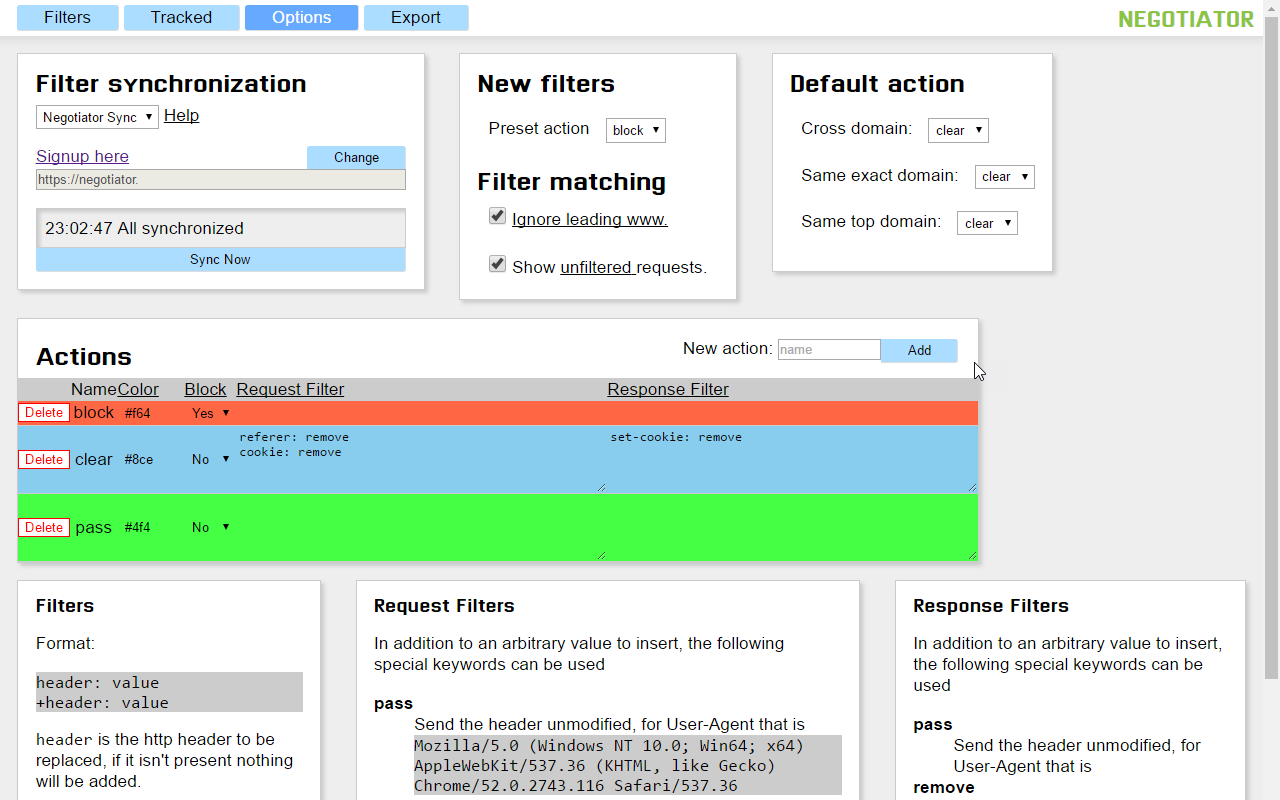 Filters Tracked Options Export NEGOTIATOR
Filter synchronization
Negotiator Sync Help
Signup here Change
https://negotiator.
23:02:47 All synchronized
Sync Now
New filters
Preset action block
Filter matching
Ignore leading www.
Show unfiltered requests.
Default action
Cross domain: clear
Same exact domain: clear
Same top domain: clear
Actions New action: name Add
Name Color Block Request Filter Response Filter
Delete block #f64 Yes
Delete clear #8ce No referer: remove set-cookie: remove
cookie: remove
Delete pass #4f4 No
Filters
Format:
header: value
+header: value
header is the http header to be
replaced, if it isn't present nothing
will be added.
Request Filters
In addition to an arbitrary value to insert, the following
special keywords can be used
pass
Send the header unmodified, for User-Agent that is
Mozilla/5.0 (Windows NT 10.0; Win64; x64)
AppleWebKit/537.36 (KHTML, like Gecko)
Chrome/52.0.2743.116 Safari/537.36
Response Filters
In addition to an arbitrary value to insert,
the following special keywords can be
used
pass
Send the header unmodified, for
User-Agent that is
remove